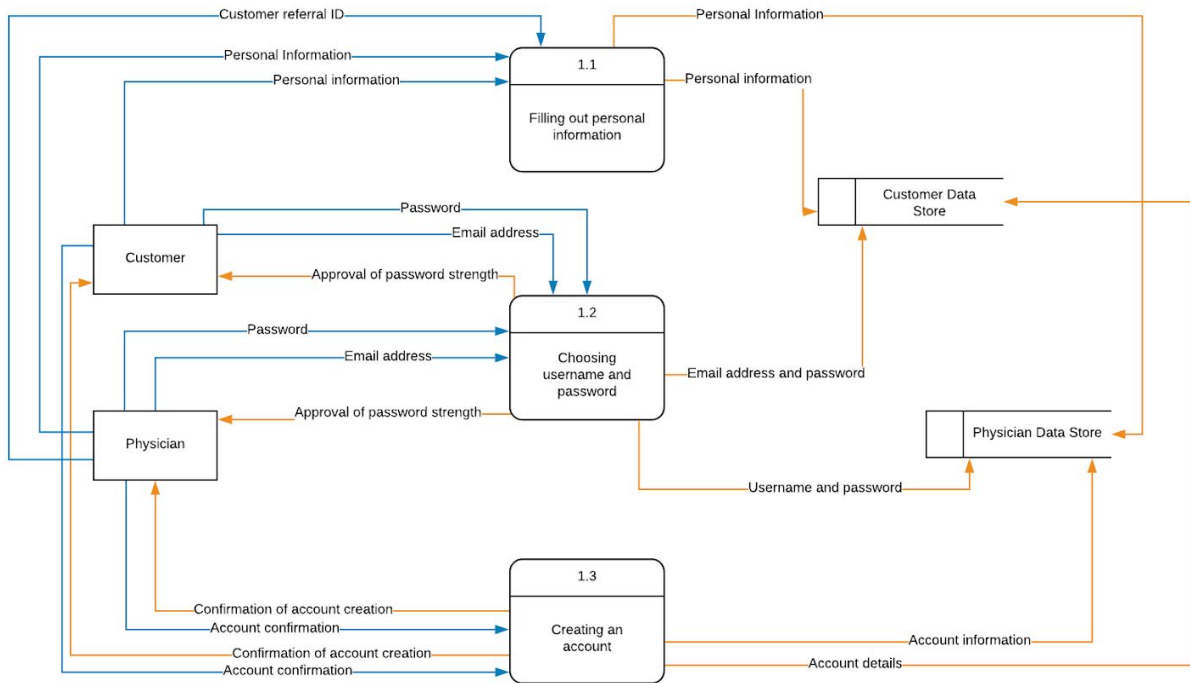 Customer referral ID
Personal Information
Personal Information
1.1
Personal information
Personal information
Filling out personal
information
Customer Data
Store
Password
Email address
Customer
Approval of password strength
1.2
Password
Choosing
username and
password
Email address
Email address and password
Approval of password strength
Physician Data Store
Physician
Username and password
1.3
Confirmation of account creation
Account confirmation
Creating an
account
Account information
Confirmation of account creation
Account details
Account confirmation